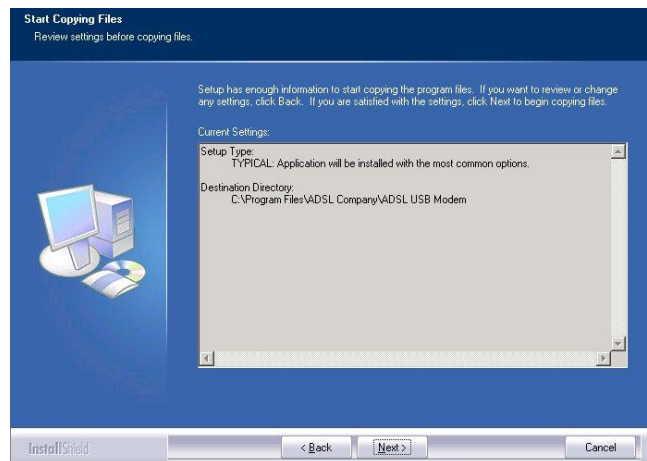 Start Copying Files
Review settings before copying files.
Setup has enough information to start copying the program files. If you want to review or change
any settings, click Back. If you are satisfied with the settings, click Next to begin copying files.
Current Settings:
Setup Type:
TYPICAL: Application will be installed with the most common options.
Destination Directory:
C:\Program Files\ADSL Company\ADSL USB Modem
InstallShield
< Back
Next >
Cancel